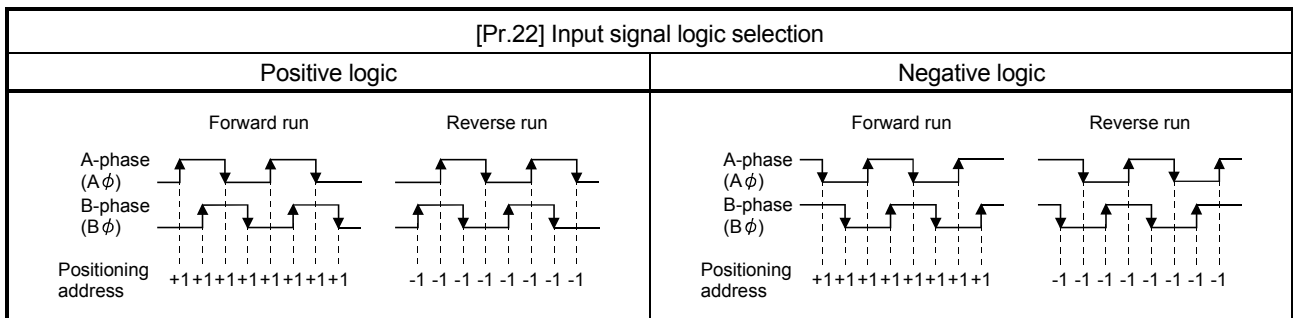 [Pr.22] Input signal logic selection
Positive logic
Negative logic
Forward run
Reverse run
A-phase
(Aϕ)
B-phase
(Bϕ)
Positioning
address
+1+1+1+1+1+1+1+1
-1 -1 -1 -1 -1 -1 -1 -1
Forward run
Reverse run
A-phase
(Aϕ)
B-phase
(Bϕ)
Positioning
address
+1+1+1+1+1+1+1+1
-1 -1 -1 -1 -1 -1 -1 -1